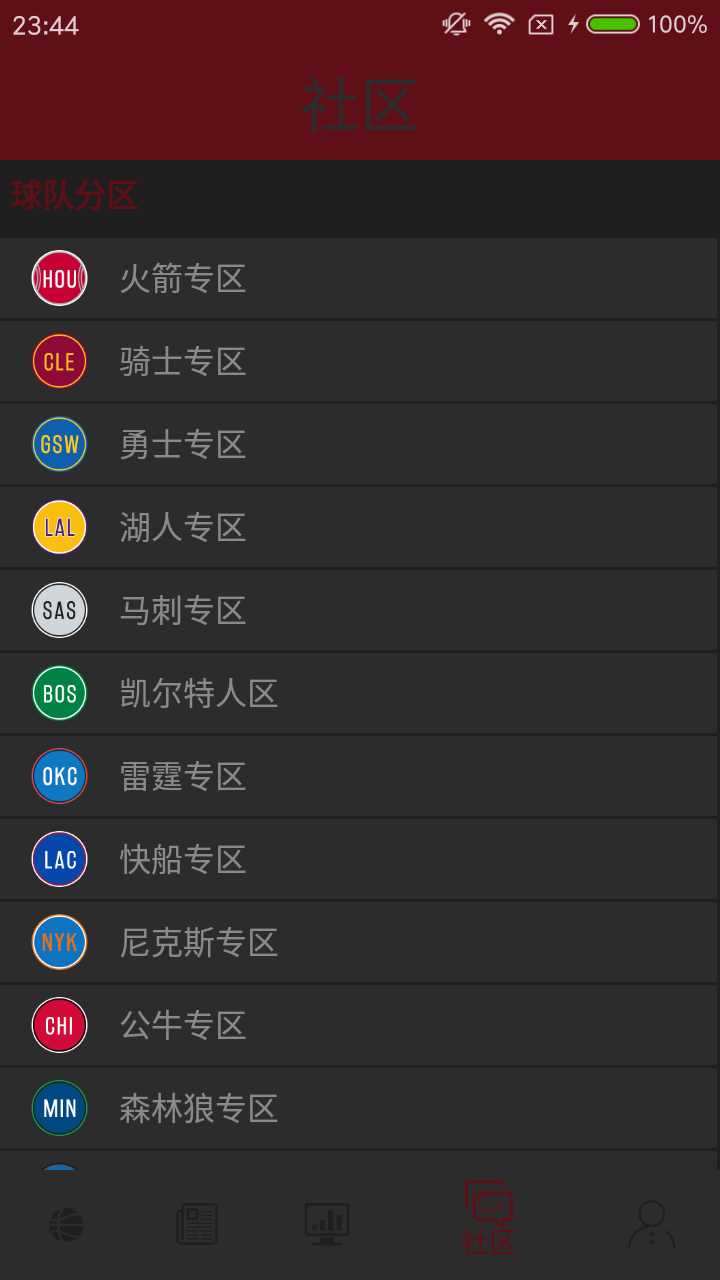 23:44 100%
社区
球队分区
HOU 火箭专区
CLE 骑士专区
GSW 勇士专区
LAL 湖人专区
SAS 马刺专区
BOS 凯尔特人区
OKC 雷霆专区
LAC 快船专区
NYK 尼克斯专区
CHI 公牛专区
MIN 森林狼专区
社区